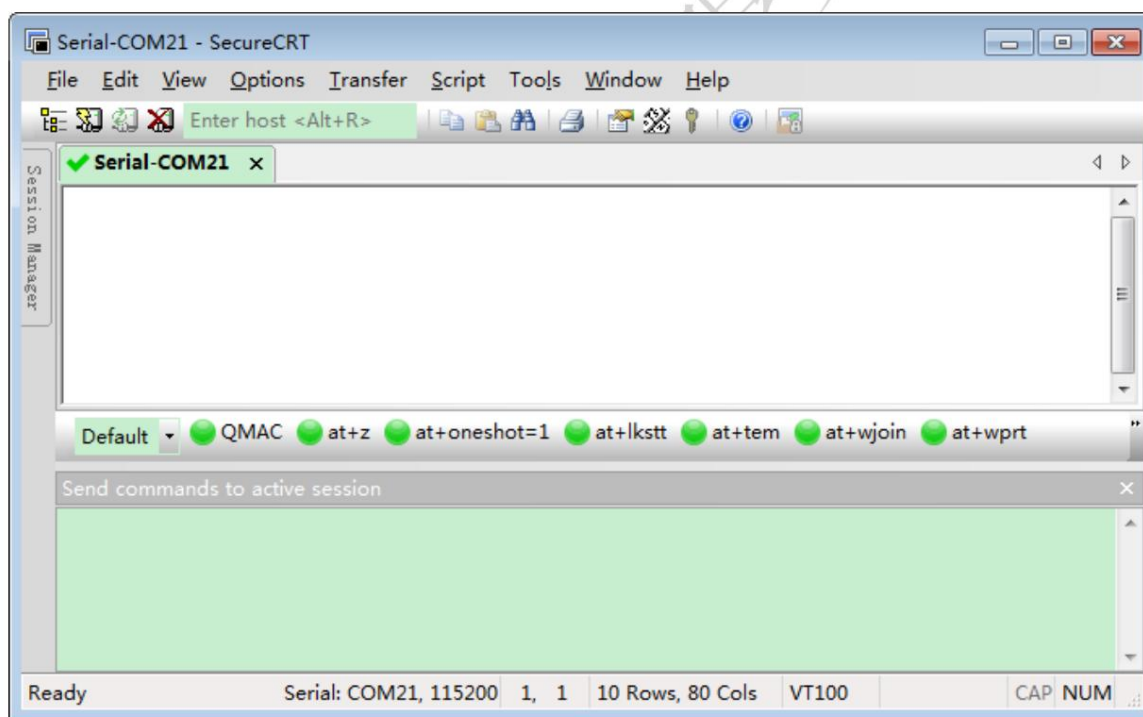 Serial-COM21 - SecureCRT
File Edit View Options Transfer Script Tools Window Help
Enter host <Alt+R>
Serial-COM21
Session Manager
Default QMAC at+z at+oneshot=1 at+lkstt at+tem at+wjoin at+wprt
Send commands to active session
Ready Serial: COM21, 115200 1, 1 10 Rows, 80 Cols VT100 CAP NUM